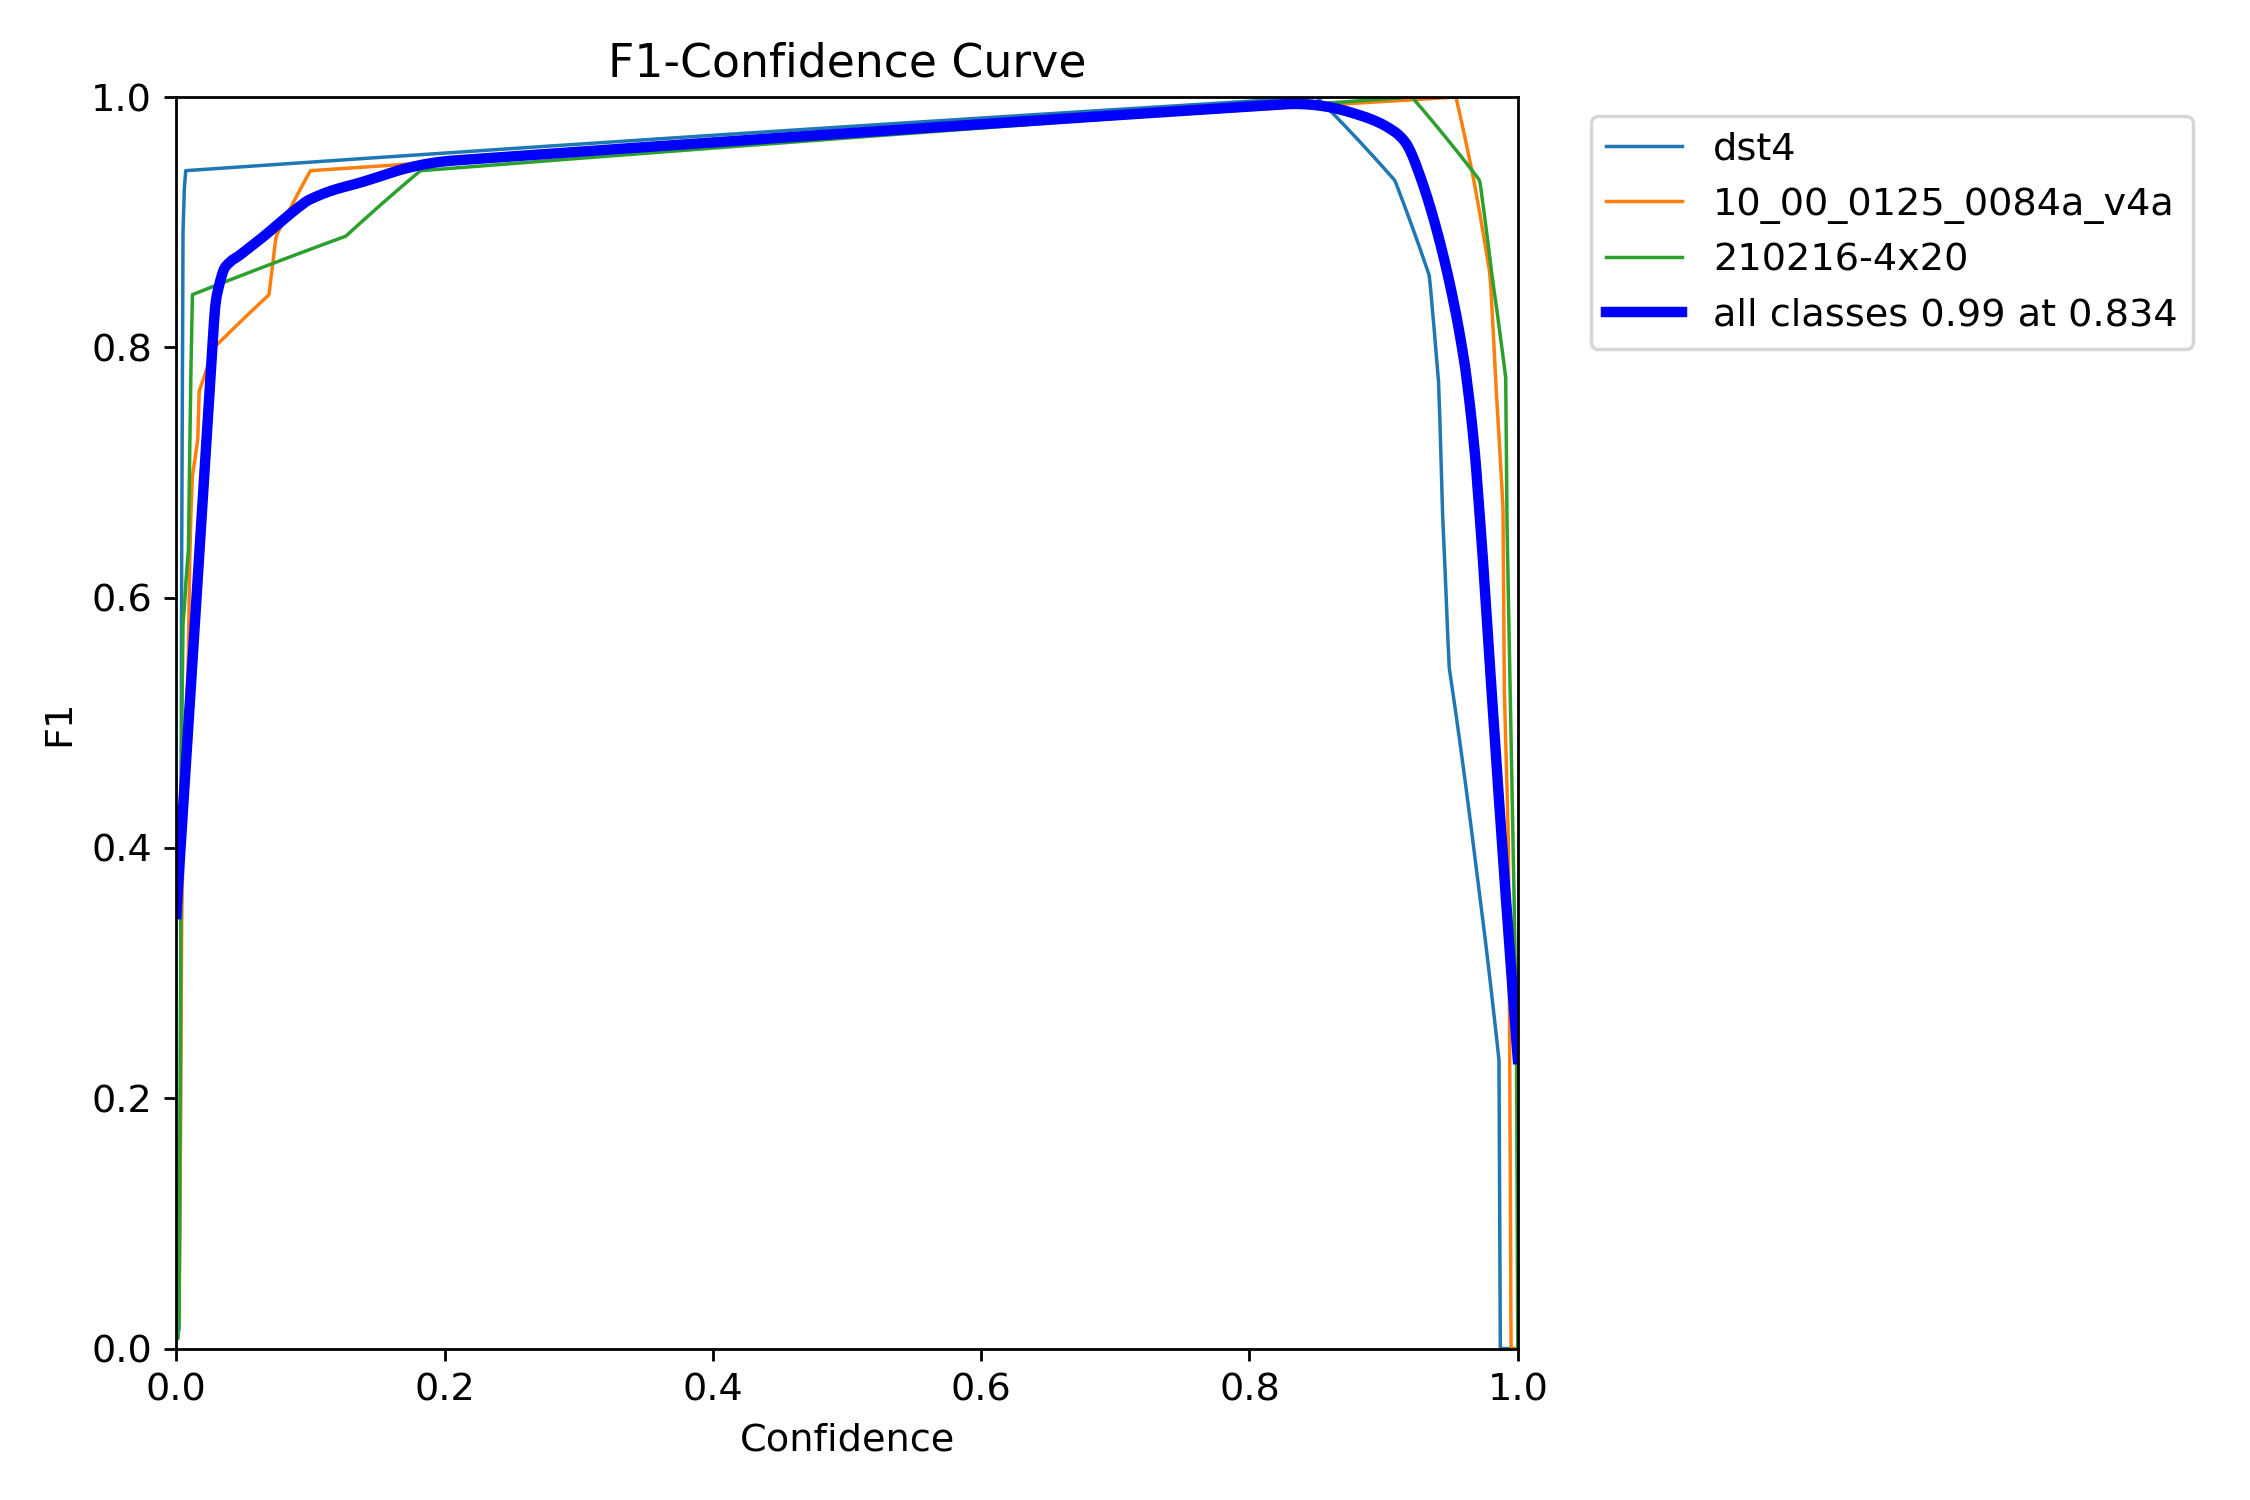 F1-Confidence Curve
1.0
0.8
0.6
0.4
0.2
0.0
F1
0.0 0.2 0.4 0.6 0.8 1.0
Confidence
dst4
10_00_0125_0084a_v4a
210216-4x20
all classes 0.99 at 0.834